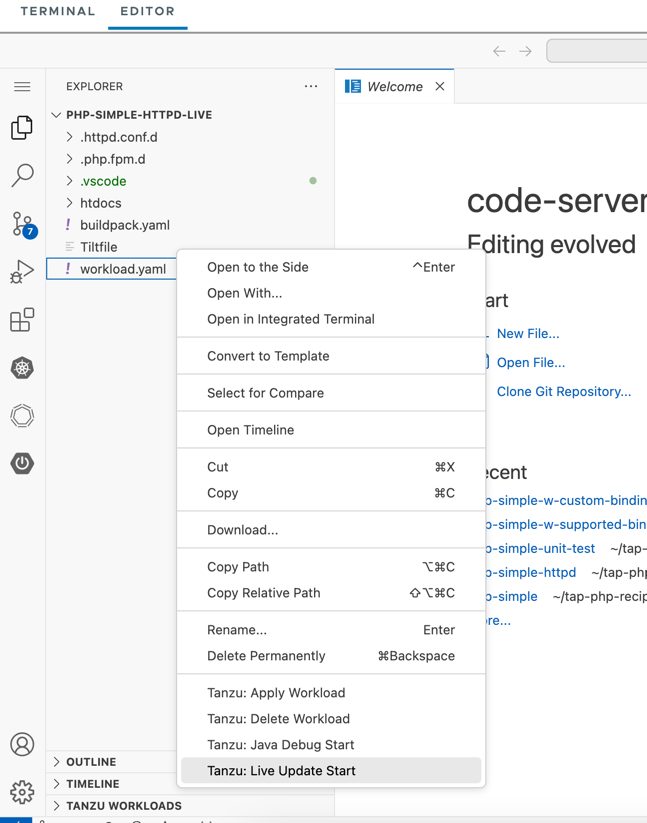 TERMINAL EDITOR
EXPLORER ... Welcome
PHP-SIMPLE-HTTPD-LIVE
.httpd.conf.d
.php.fpm.d
.vscode
htdocs
! buildpack.yaml
Tiltfile
! workload.yaml
7
code-server
Editing evolved
art
New File...
Open File...
Clone Git Repository...
ecent
p-simple-w-custom-bindin
p-simple-w-supported-bin
p-simple-unit-test ~/tap-
p-simple-httpd ~/tap-ph
p-simple ~/tap-php-recip
re...
Open to the Side ^Enter
Open With...
Open in Integrated Terminal
Convert to Template
Select for Compare
Open Timeline
Cut ⌘X
Copy ⌘C
Download...
Copy Path ⌥⌘C
Copy Relative Path ⇧⌥⌘C
Rename... Enter
Delete Permanently ⌘Backspace
Tanzu: Apply Workload
Tanzu: Delete Workload
Tanzu: Java Debug Start
Tanzu: Live Update Start
OUTLINE
TIMELINE
TANZU WORKLOADS